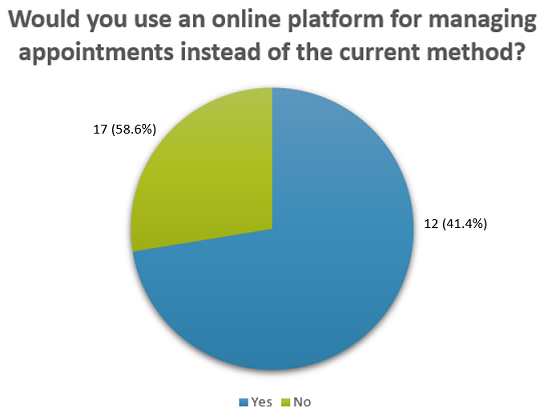 Would you use an online platform for managing
appointments instead of the current method?
17 (58.6%)
12 (41.4%)
Yes No